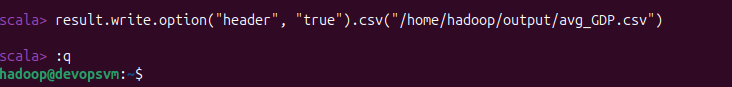 scala> result.write.option("header", "true").csv("/home/hadoop/output/avg_GDP.csv")
scala> :q
hadoop@devopsvm:~$